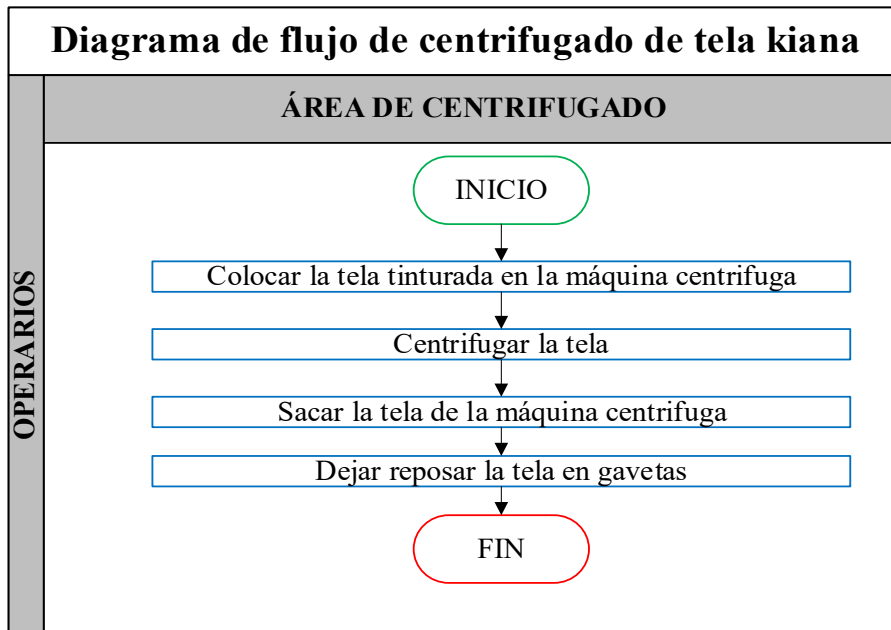 Diagrama de flujo de centrifugado de tela kiana
ÁREA DE CENTRIFUGADO
OPERARIOS
INICIO
Colocar la tela tinturada en la máquina centrifuga
Centrifugar la tela
Sacar la tela de la máquina centrifuga
Dejar reposar la tela en gavetas
FIN